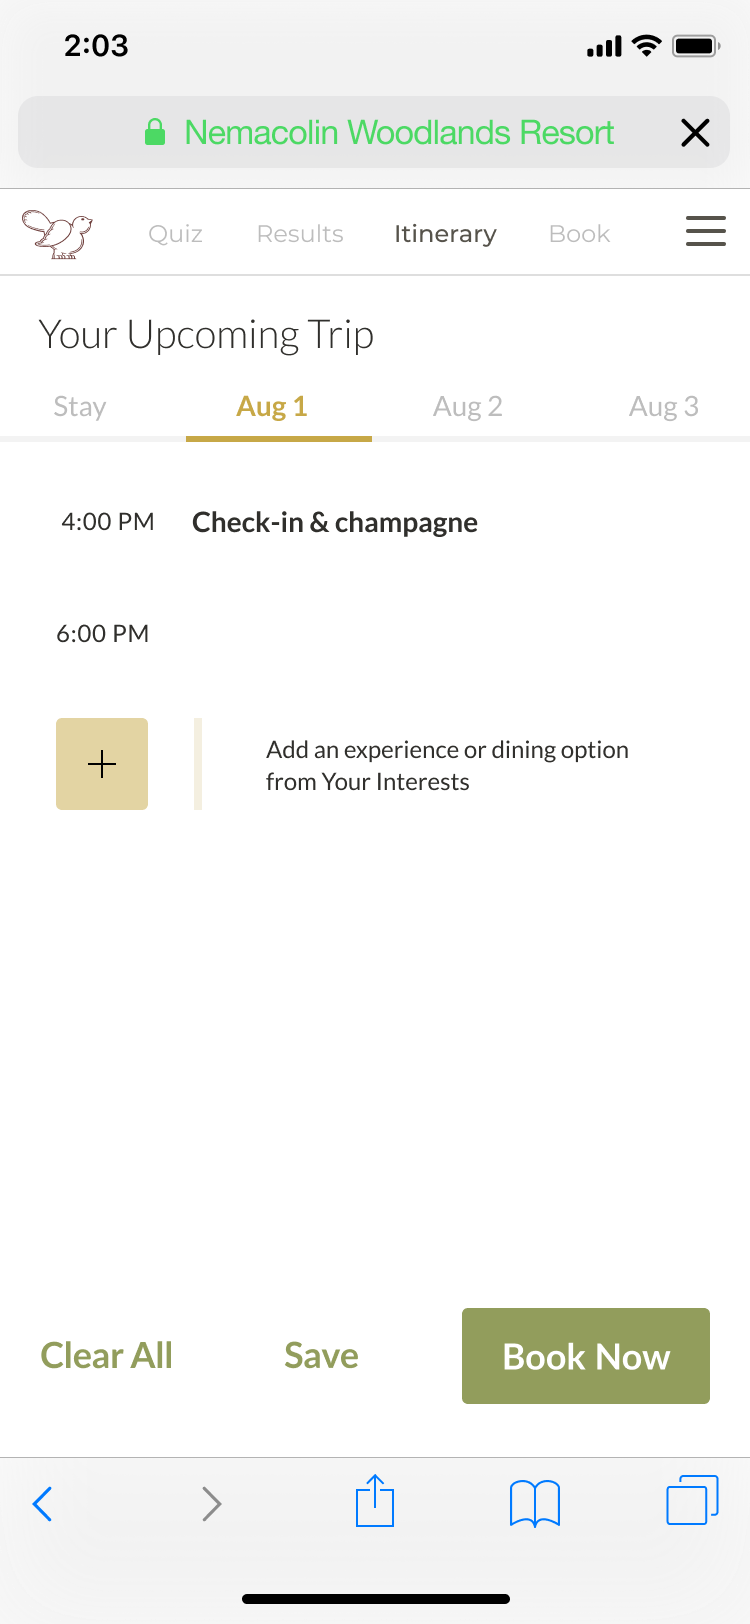 2:03
Nemacolin Woodlands Resort
Quiz Results Itinerary Book
Your Upcoming Trip
Stay Aug 1 Aug 2 Aug 3
4:00 PM Check-in & champagne
6:00 PM
Add an experience or dining option
from Your Interests
Clear All Save Book Now